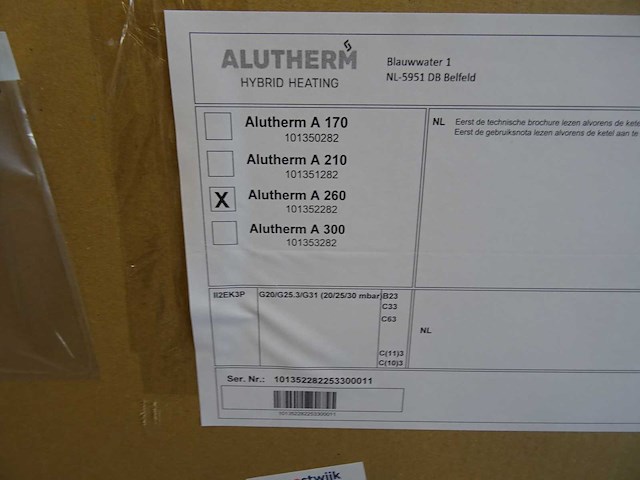 ALUTHERM
HYBRID HEATING
Blauwwater 1
NL-5951 DB Belfeld
Alutherm A 170
101350282
Alutherm A 210
101351282
X Alutherm A 260
101352282
Alutherm A 300
101353282
NL Eerst de technische brochure lezen alvorens de kete
Eerst de gebruiksnota lezen alvorens de ketel aan te
II2EK3P G20/G25.3/G31 (20/25/30 mbar B23
C33
C63
C(11)3
C(10)3
NL
Ser. Nr.: 101352282253300011
101352282253300011
stwijk